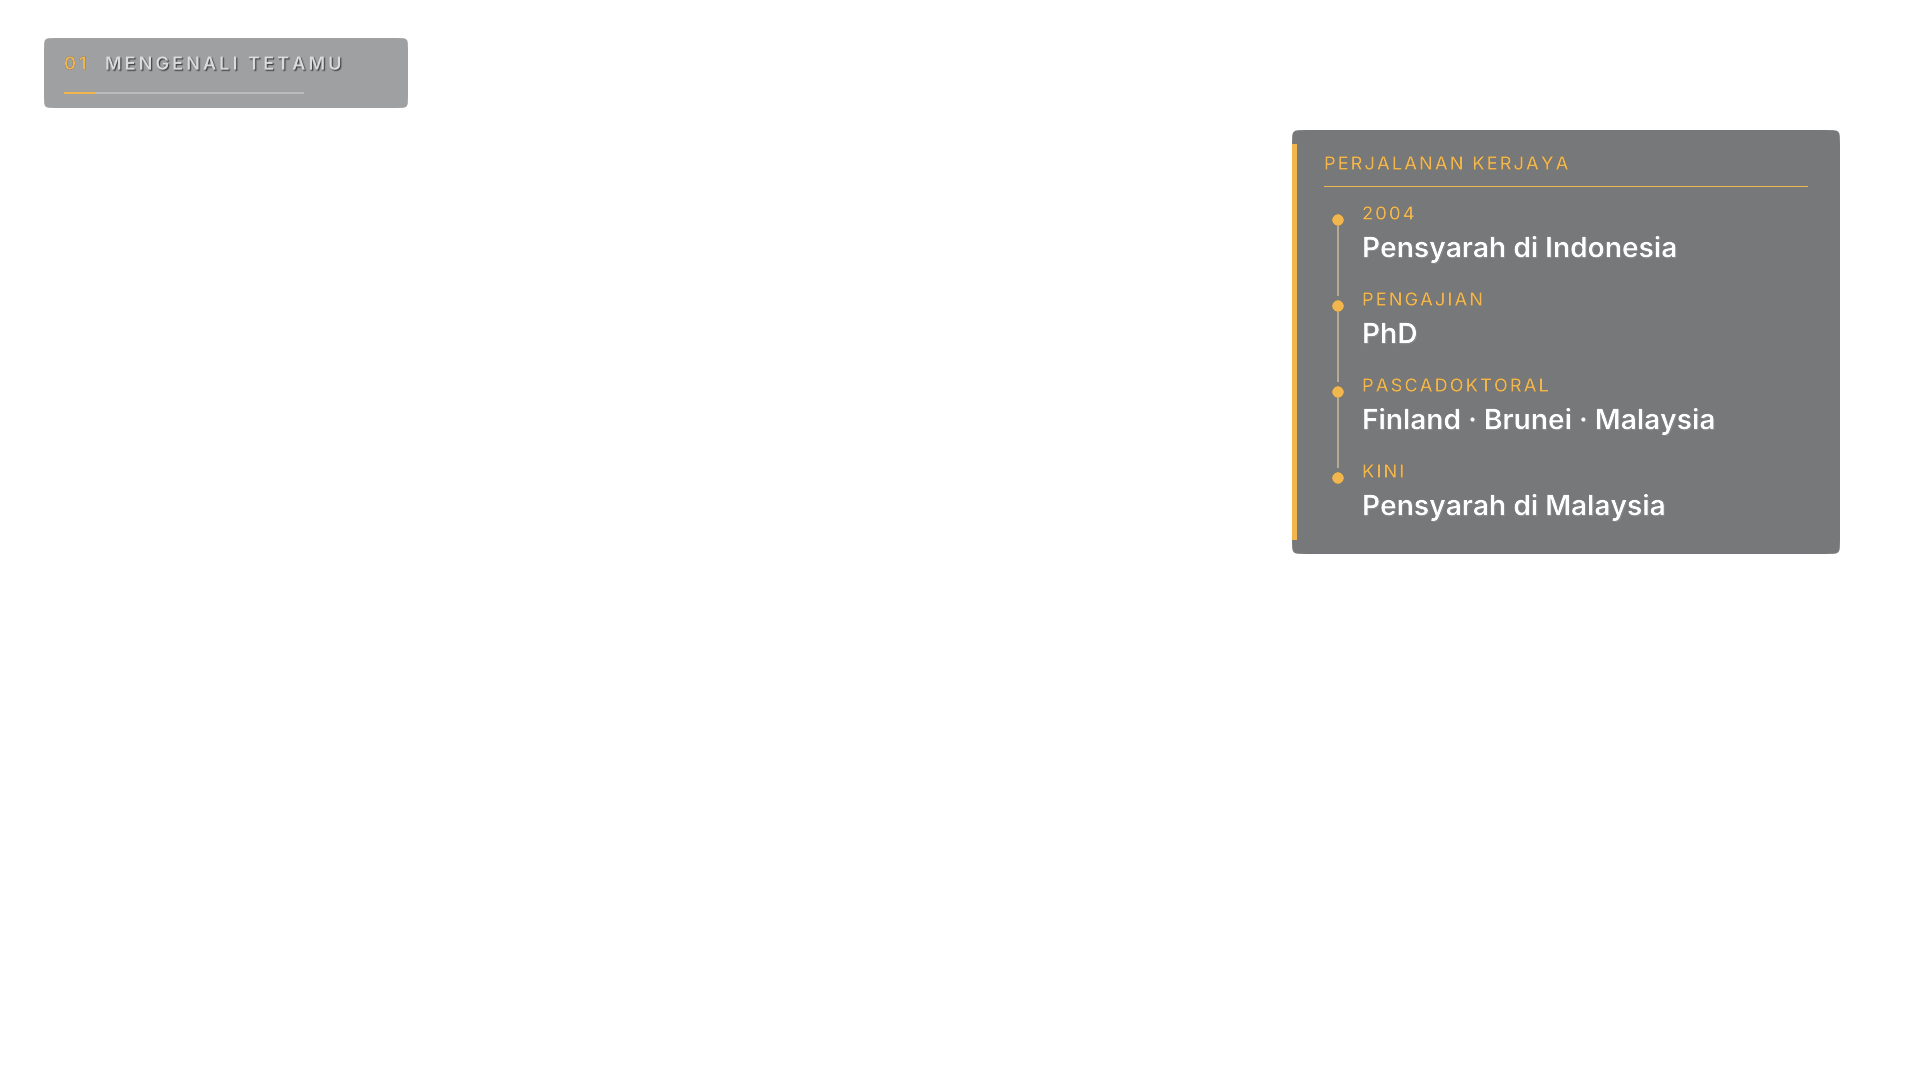 01 MENGENALI TETAMU
PERJALANAN KERJAYA
2004
Pensyarah di Indonesia
PENGAJIAN
PhD
PASCADOKTORAL
Finland · Brunei · Malaysia
KINI
Pensyarah di Malaysia